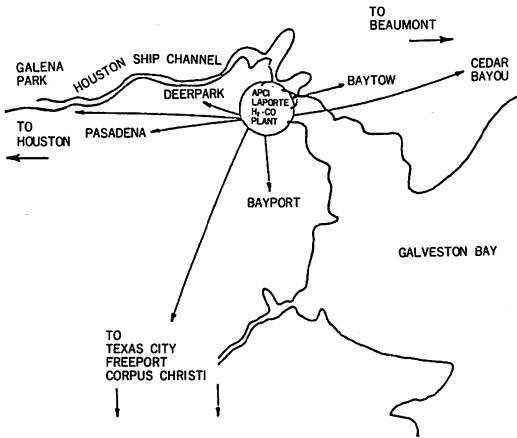 TO
BEAUMONT
GALENA
PARK
HOUSTON SHIP CHANNEL
CEDAR
BAYOU
BAYTOW
DEERPARK
APCI
LAPORTE
H₂-CO
PLANT
TO
HOUSTON
PASADENA
BAYPORT
GALVESTON BAY
TO
TEXAS CITY
FREEPORT
CORPUS CHRISTI